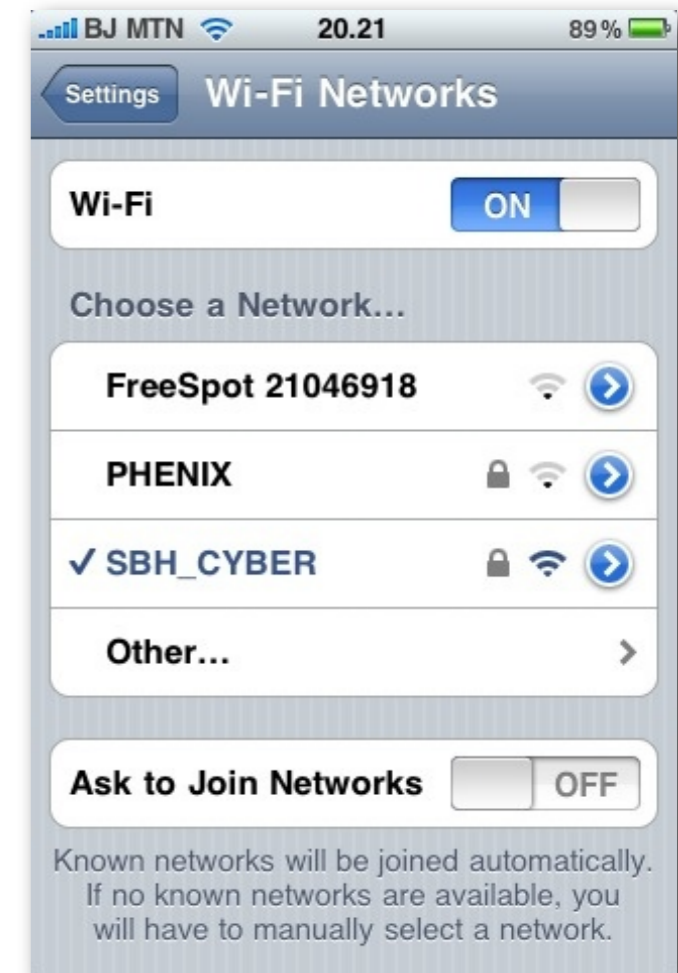 BJ MTN 20.21 89%
Settings Wi-Fi Networks
Wi-Fi ON
Choose a Network...
FreeSpot 21046918
PHENIX
SBH_CYBER
Other...
Ask to Join Networks OFF
Known networks will be joined automatically.
If no known networks are available, you
will have to manually select a network.